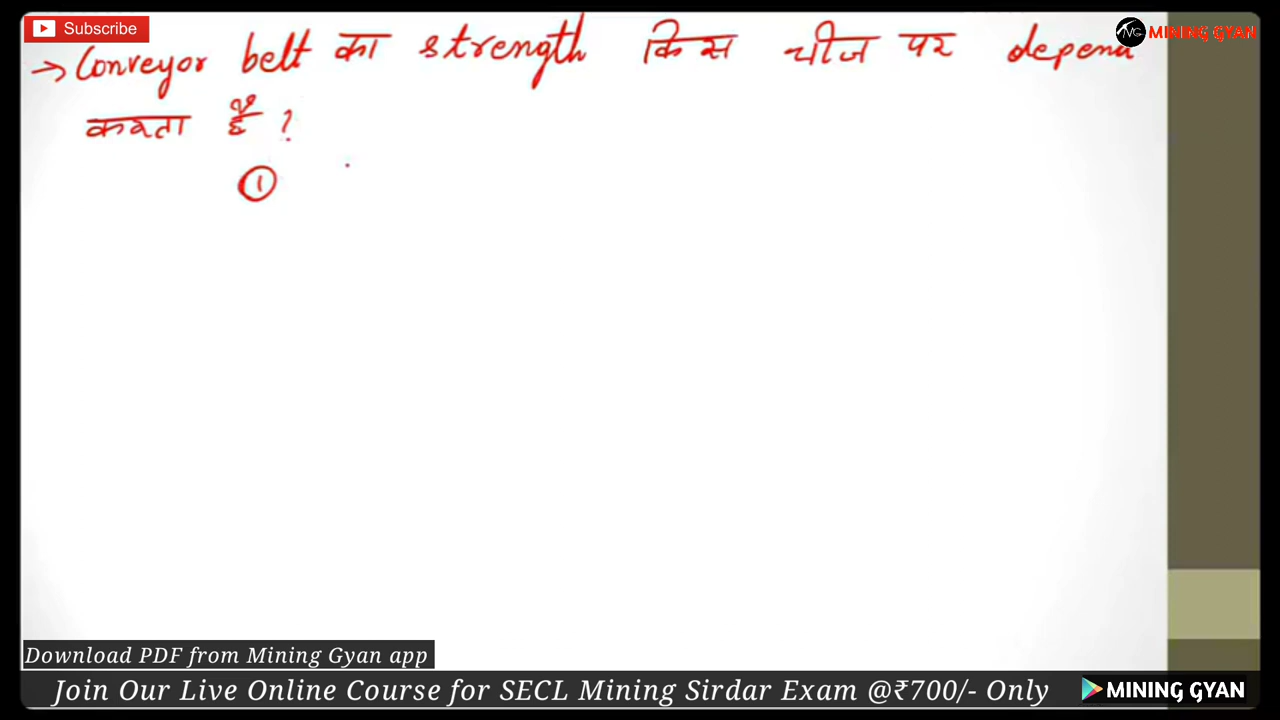 Subscribe
MINING GYAN
→ Conveyor belt का strength किस चीज पर depend
करता है ?
①
Download PDF from Mining Gyan app
Join Our Live Online Course for SECL Mining Sirdar Exam @₹700/- Only
MINING GYAN